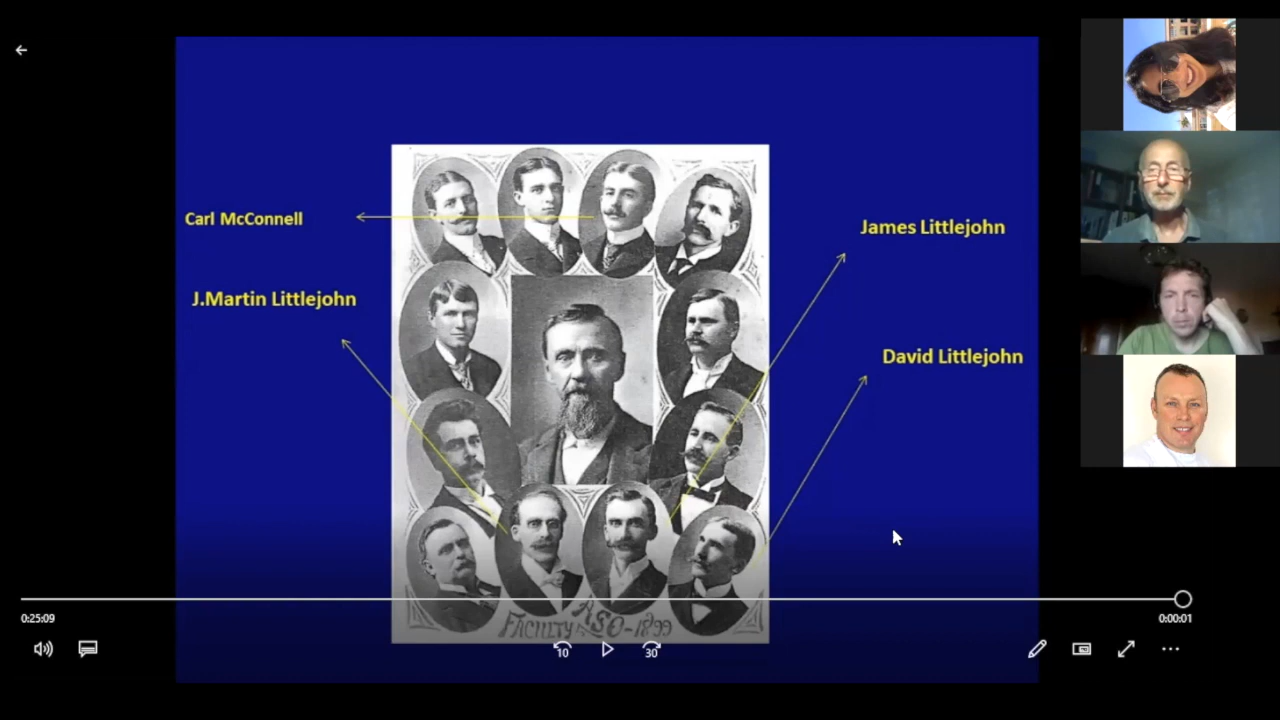 Carl McConnell
James Littlejohn
J.Martin Littlejohn
David Littlejohn
FACULTY ASO-1899
0:25:09
0:00:01
10
30